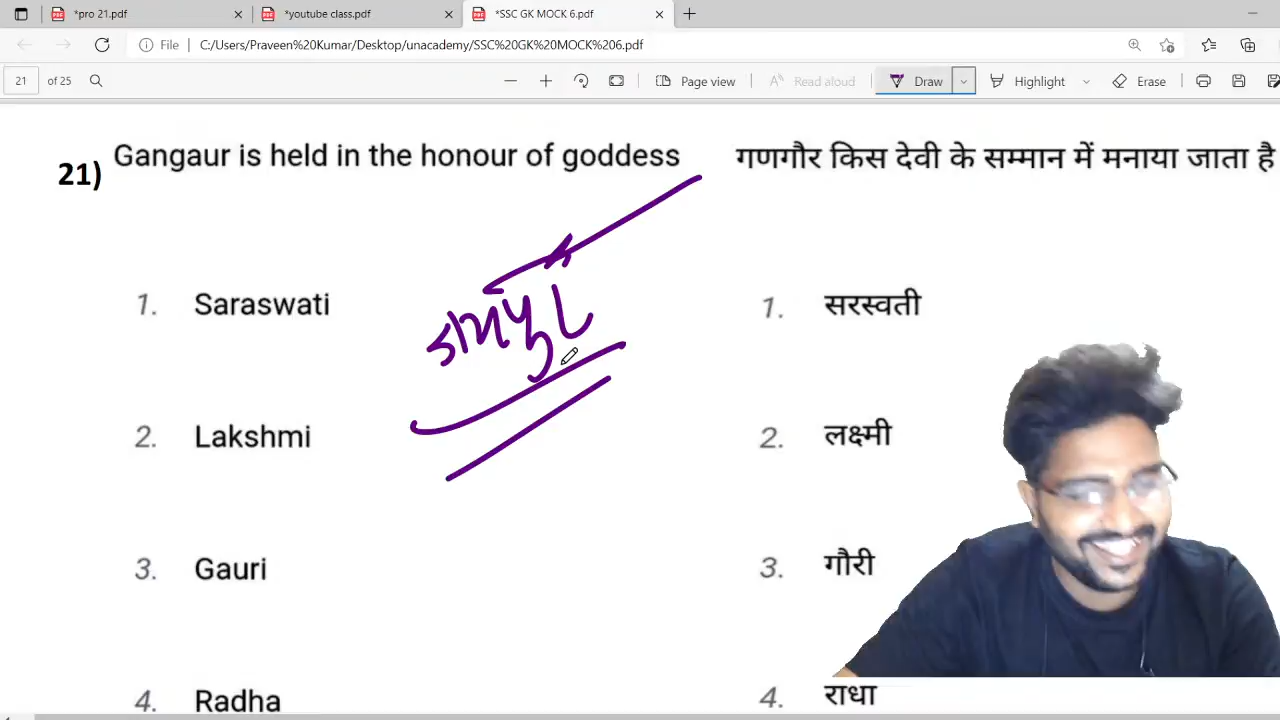 *pro 21.pdf
*youtube class.pdf
*SSC GK MOCK 6.pdf
File
C:/Users/Praveen%20Kumar/Desktop/unacademy/SSC%20GK%20MOCK%206.pdf
21 of 25
Page view
Read aloud
Draw
Highlight
Erase
21) Gangaur is held in the honour of goddess
1. Saraswati
2. Lakshmi
3. Gauri
4. Radha
गणगौर किस देवी के सम्मान में मनाया जाता है
1. सरस्वती
2. लक्ष्मी
3. गौरी
4. राधा